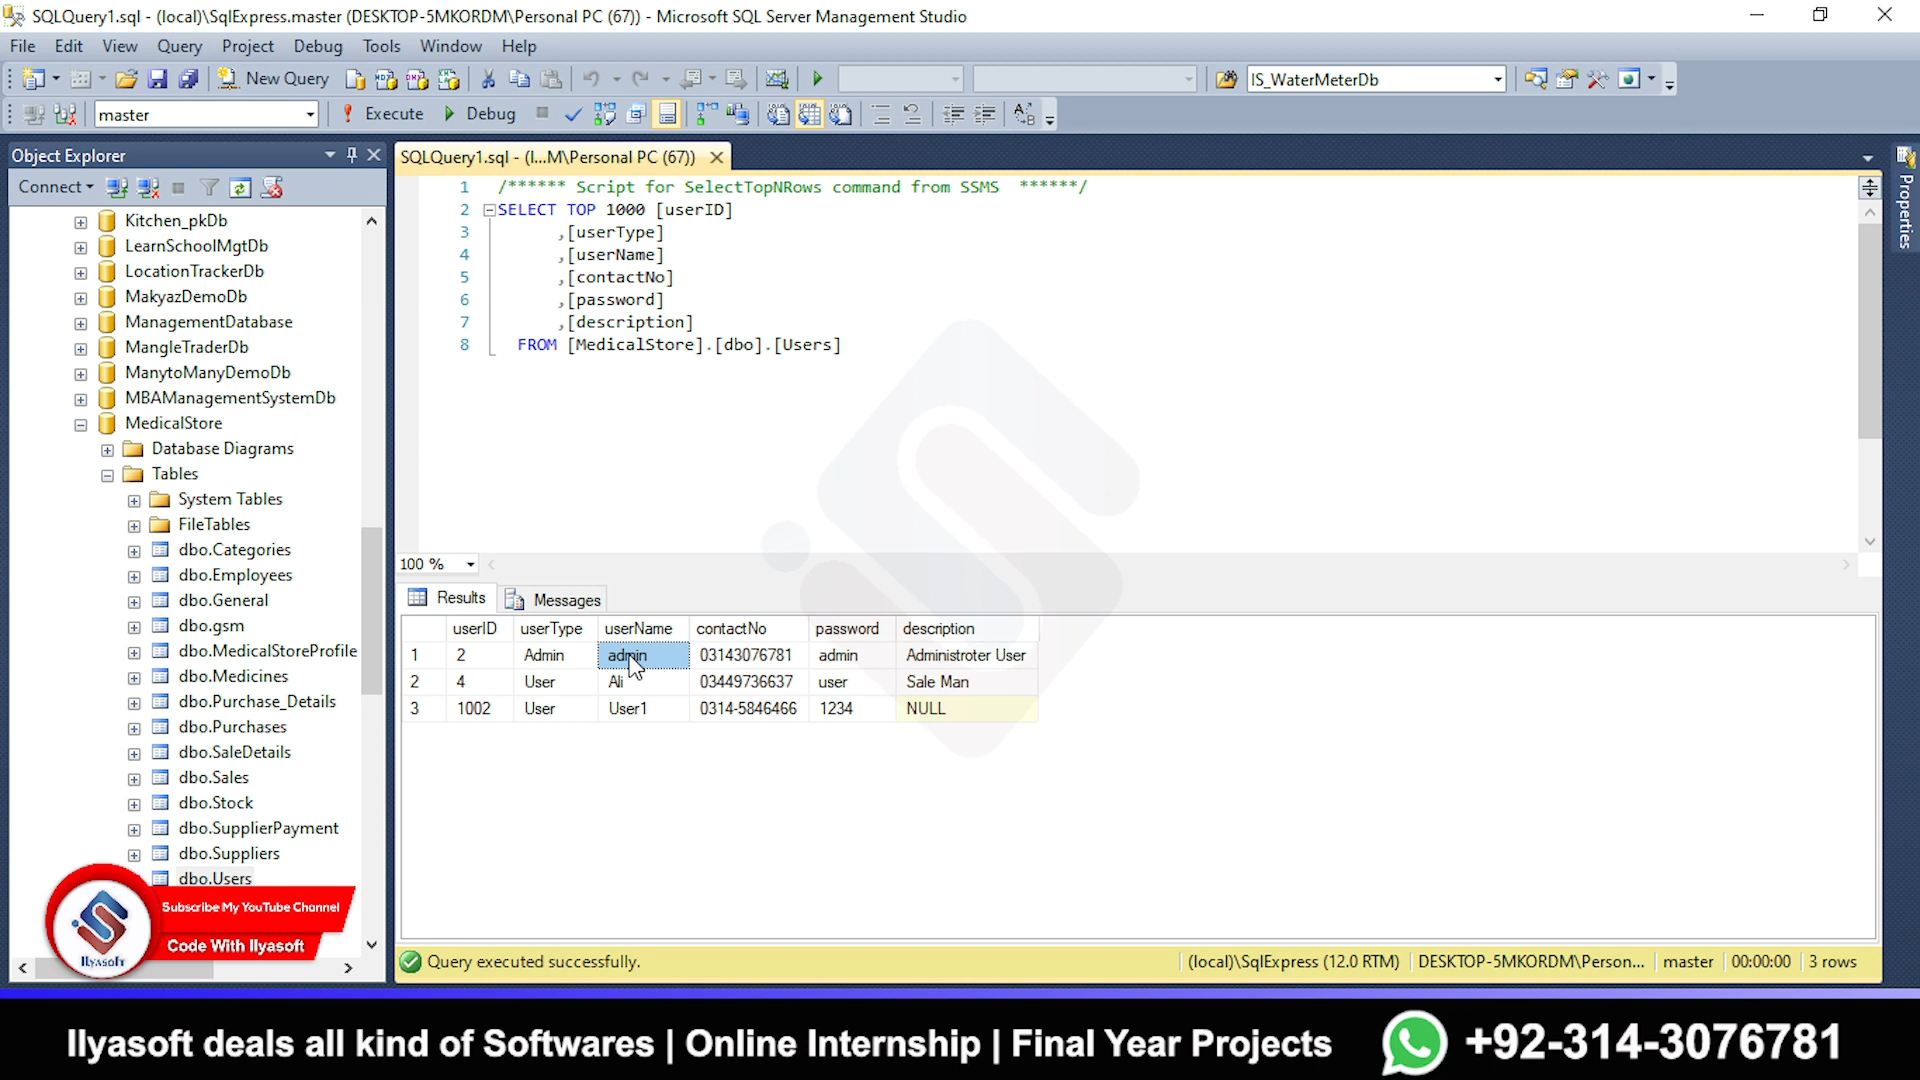 SQLQuery1.sql - (local)\SqlExpress.master (DESKTOP-5MKORDM\Personal PC (67)) - Microsoft SQL Server Management Studio
File Edit View Query Project Debug Tools Window Help
New Query IS_WaterMeterDb
master Execute Debug
Object Explorer
Connect
Kitchen_pkDb
LearnSchoolMgtDb
LocationTrackerDb
MakyazDemoDb
ManagementDatabase
MangleTraderDb
ManytoManyDemoDb
MBAManagementSystemDb
MedicalStore
Database Diagrams
Tables
System Tables
FileTables
dbo.Categories
dbo.Employees
dbo.General
dbo.gsm
dbo.MedicalStoreProfile
dbo.Medicines
dbo.Purchase_Details
dbo.Purchases
dbo.SaleDetails
dbo.Sales
dbo.Stock
dbo.SupplierPayment
dbo.Suppliers
dbo.Users
Subscribe My YouTube Channel
Code With Ilyasoft
Ilyasoft
SQLQuery1.sql - (l...M\Personal PC (67))
1 /****** Script for SelectTopNRows command from SSMS ******/
2 SELECT TOP 1000 [userID]
3 ,[userType]
4 ,[userName]
5 ,[contactNo]
6 ,[password]
7 ,[description]
8 FROM [MedicalStore].[dbo].[Users]
Properties
100 %
Results Messages
userID userType userName contactNo password description
1 2 Admin admin 03143076781 admin Administroter User
2 4 User Ali 03449736637 user Sale Man
3 1002 User User1 0314-5846466 1234 NULL
Query executed successfully. (local)\SqlExpress (12.0 RTM) DESKTOP-5MKORDM\Person... master 00:00:00 3 rows
Ilyasoft deals all kind of Softwares | Online Internship | Final Year Projects +92-314-3076781